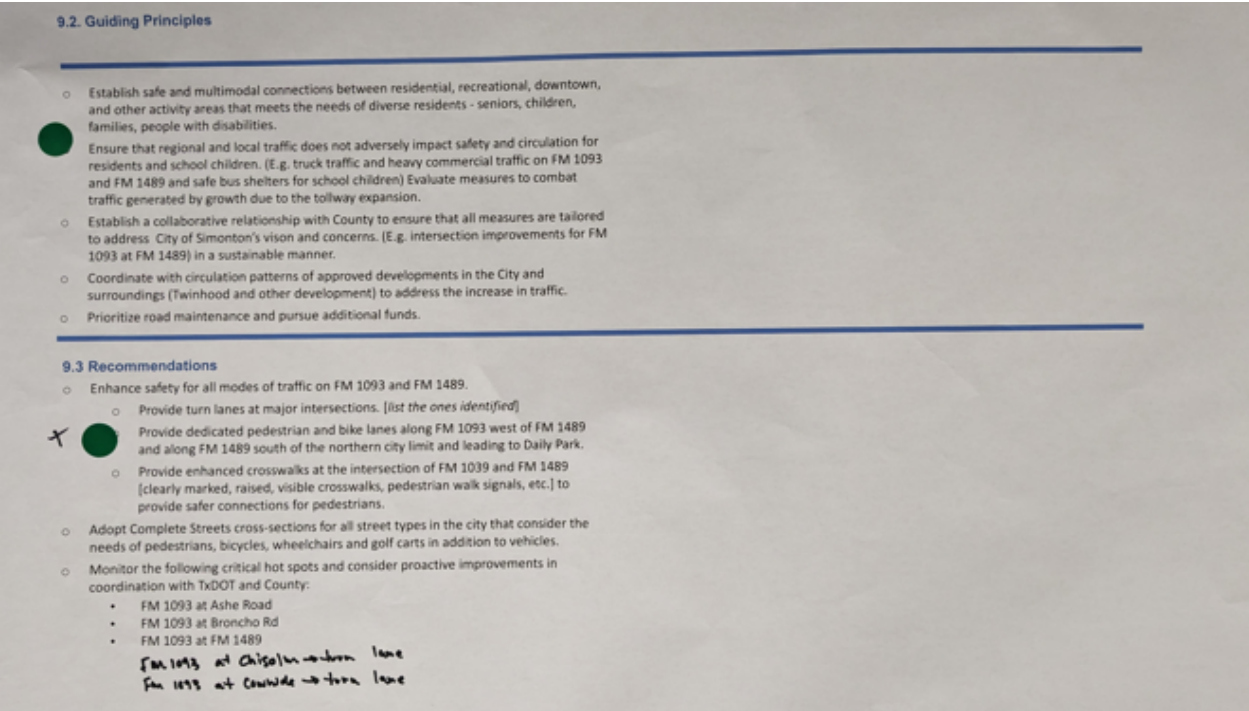 9.2. Guiding Principles
Establish safe and multimodal connections between residential, recreational, downtown,
and other activity areas that meets the needs of diverse residents - seniors, children,
families, people with disabilities.
Ensure that regional and local traffic does not adversely impact safety and circulation for
residents and school children. (E.g. truck traffic and heavy commercial traffic on FM 1093
and FM 1489 and safe bus shelters for school children) Evaluate measures to combat
traffic generated by growth due to the tollway expansion.
Establish a collaborative relationship with County to ensure that all measures are tailored
to address City of Simonton's vison and concerns. (E.g. intersection improvements for FM
1093 at FM 1489) in a sustainable manner.
Coordinate with circulation patterns of approved developments in the City and
surroundings (Twinhood and other development) to address the increase in traffic.
Prioritize road maintenance and pursue additional funds.
9.3 Recommendations
Enhance safety for all modes of traffic on FM 1093 and FM 1489.
Provide turn lanes at major intersections. [list the ones identified]
X
Provide dedicated pedestrian and bike lanes along FM 1093 west of FM 1489
and along FM 1489 south of the northern city limit and leading to Daily Park.
Provide enhanced crosswalks at the intersection of FM 1039 and FM 1489
[clearly marked, raised, visible crosswalks, pedestrian walk signals, etc.] to
provide safer connections for pedestrians.
Adopt Complete Streets cross-sections for all street types in the city that consider the
needs of pedestrians, bicycles, wheelchairs and golf carts in addition to vehicles.
Monitor the following critical hot spots and consider proactive improvements in
coordination with TxDOT and County:
• FM 1093 at Ashe Road
• FM 1093 at Broncho Rd
• FM 1093 at FM 1489
FM 1093 at Chisolm → turn lane
FM 1093 at → turn lane